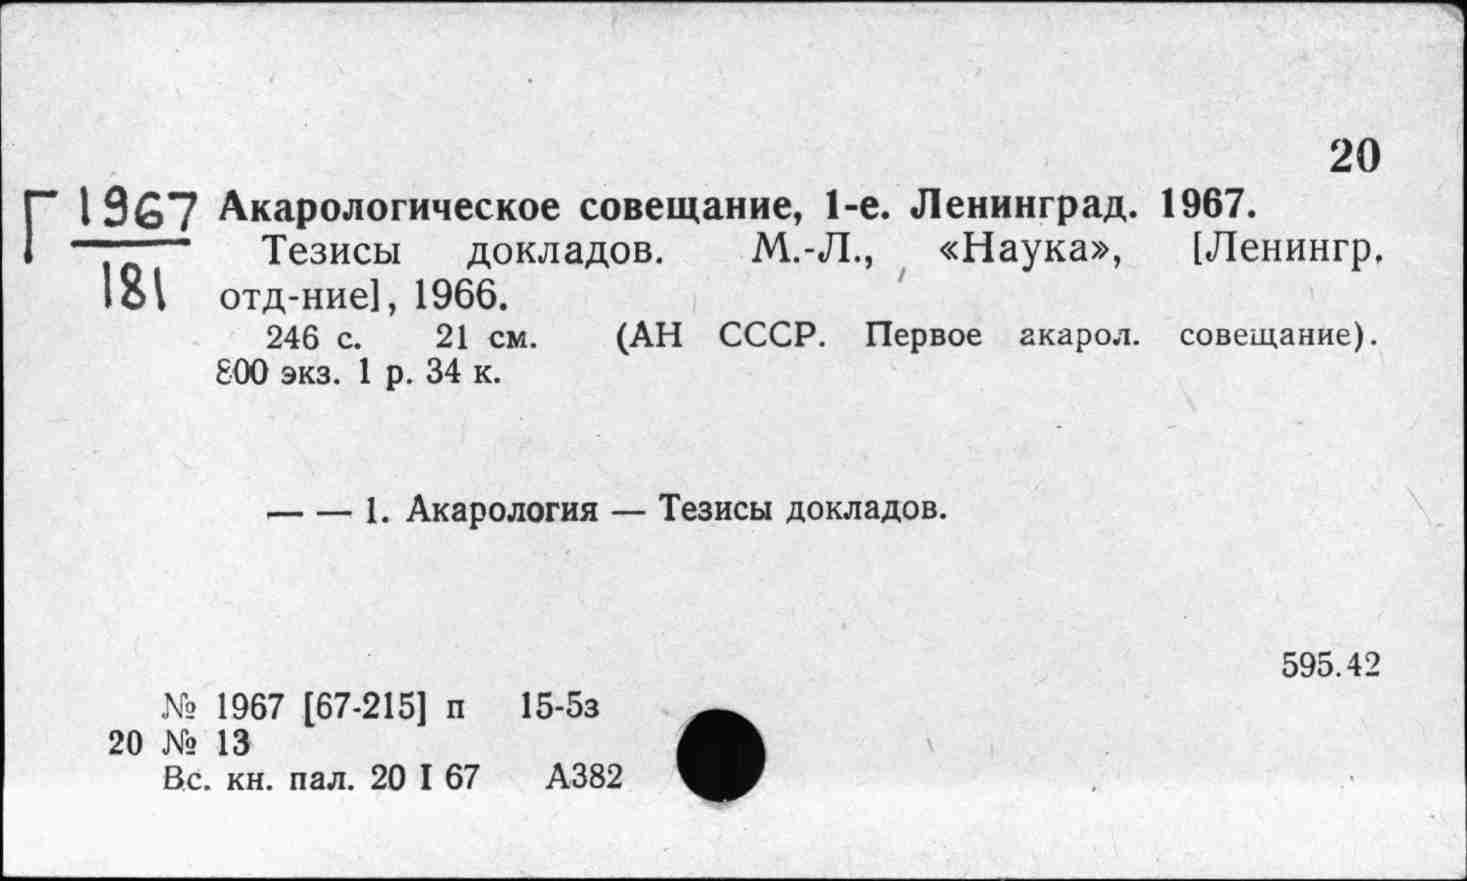 20
Г 1967 Акарологическое совещание, 1-е. Ленинград. 1967.
181
Тезисы докладов. М.-Л., «Наука», [Ленингр.
отд-ние], 1966.
246 с. 21 см. (АН СССР. Первое акарол. совещание).
800 экз. 1 р. 34 к.
— — 1. Акарология — Тезисы докладов.
595.42
№ 1967 [67-215] п 15-5з
20 № 13
Вс. кн. пал. 20 I 67 А382